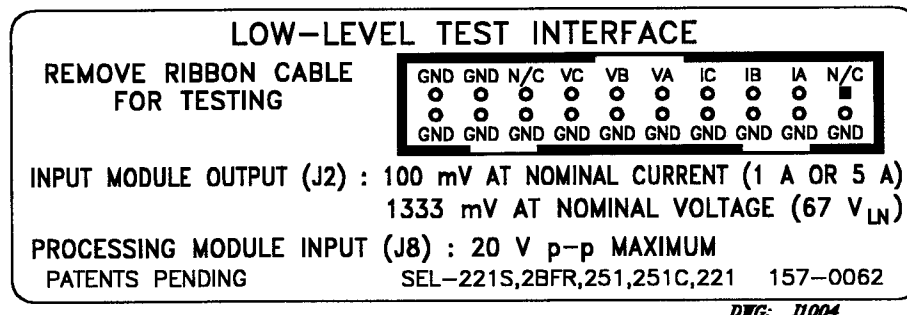 LOW-LEVEL TEST INTERFACE
REMOVE RIBBON CABLE
FOR TESTING
GND GND N/C VC VB VA IC IB IA N/C
GND GND GND GND GND GND GND GND GND GND
INPUT MODULE OUTPUT (J2) : 100 mV AT NOMINAL CURRENT (1 A OR 5 A)
1333 mV AT NOMINAL VOLTAGE (67 VLN)
PROCESSING MODULE INPUT (J8) : 20 V p-p MAXIMUM
PATENTS PENDING SEL-221S,2BFR,251,251C,221 157-0062
DWG: D1004